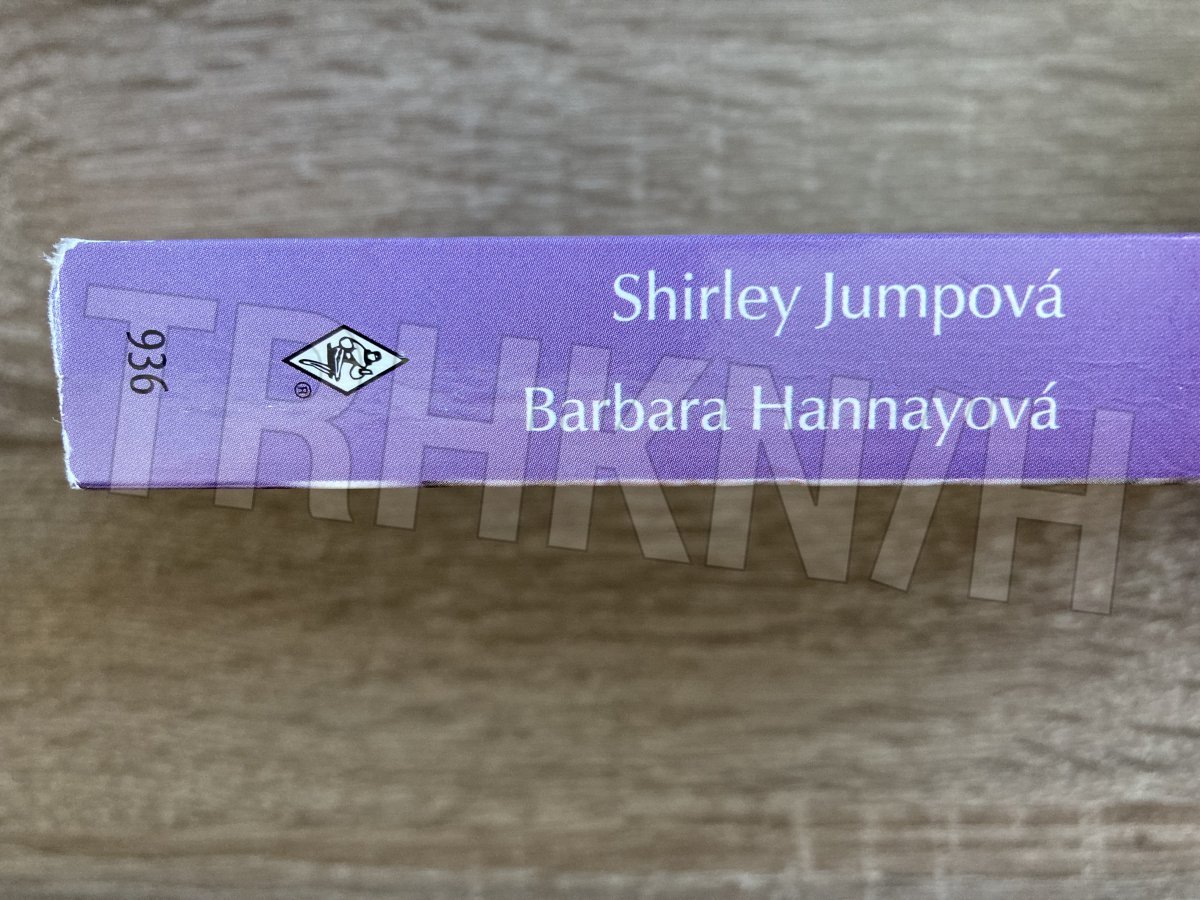 936
®
Shirley Jumpová
Barbara Hannayová
TRHKNIH